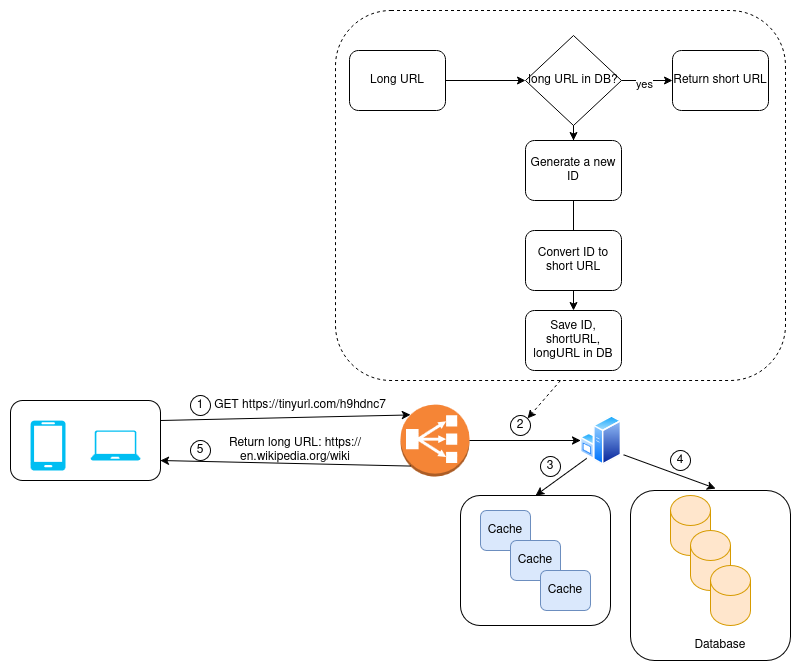 Long URL
long URL in DB?
yes
Return short URL
Generate a new
ID
Convert ID to
short URL
Save ID,
shortURL,
longURL in DB
1
GET https://tinyurl.com/h9hdnc7
5
Return long URL: https://
en.wikipedia.org/wiki
2
3
4
Cache
Cache
Cache
Database